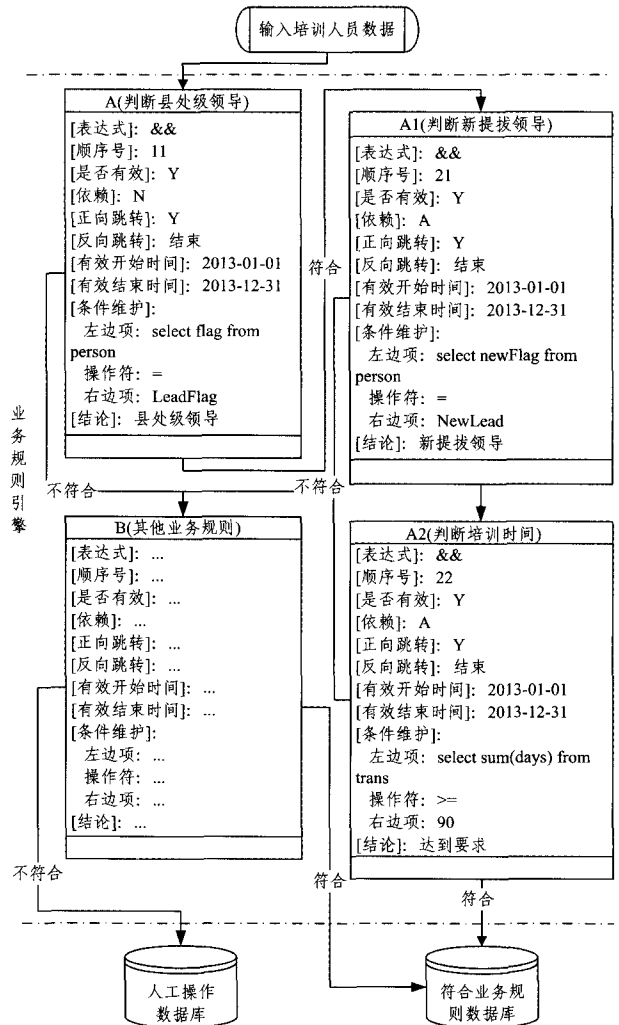 输入培训人员数据
A(判断县处级领导)
[表达式]: &&
[顺序号]: 11
[是否有效]: Y
[依赖]: N
[正向跳转]: Y
[反向跳转]: 结束
[有效开始时间]: 2013-01-01
[有效结束时间]: 2013-12-31
[条件维护]:
左边项: select flag from
person
操作符: =
右边项: LeadFlag
[结论]: 县处级领导
符合
A1(判断新提拔领导)
[表达式]: &&
[顺序号]: 21
[是否有效]: Y
[依赖]: A
[正向跳转]: Y
[反向跳转]: 结束
[有效开始时间]: 2013-01-01
[有效结束时间]: 2013-12-31
[条件维护]:
左边项: select newFlag from
person
操作符: =
右边项: NewLead
[结论]: 新提拔领导
业务规则引擎
不符合
不符合
B(其他业务规则)
[表达式]: ...
[顺序号]: ...
[是否有效]: ...
[依赖]: ...
[正向跳转]: ...
[反向跳转]: ...
[有效开始时间]: ...
[有效结束时间]: ...
[条件维护]:
左边项: ...
操作符: ...
右边项: ...
[结论]: ...
A2(判断培训时间)
[表达式]: &&
[顺序号]: 22
[是否有效]: Y
[依赖]: A
[正向跳转]: Y
[反向跳转]: 结束
[有效开始时间]: 2013-01-01
[有效结束时间]: 2013-12-31
[条件维护]:
左边项: select sum(days) from
trans
操作符: >=
右边项: 90
[结论]: 达到要求
不符合
符合
符合
人工操作
数据库
符合业务规
则数据库